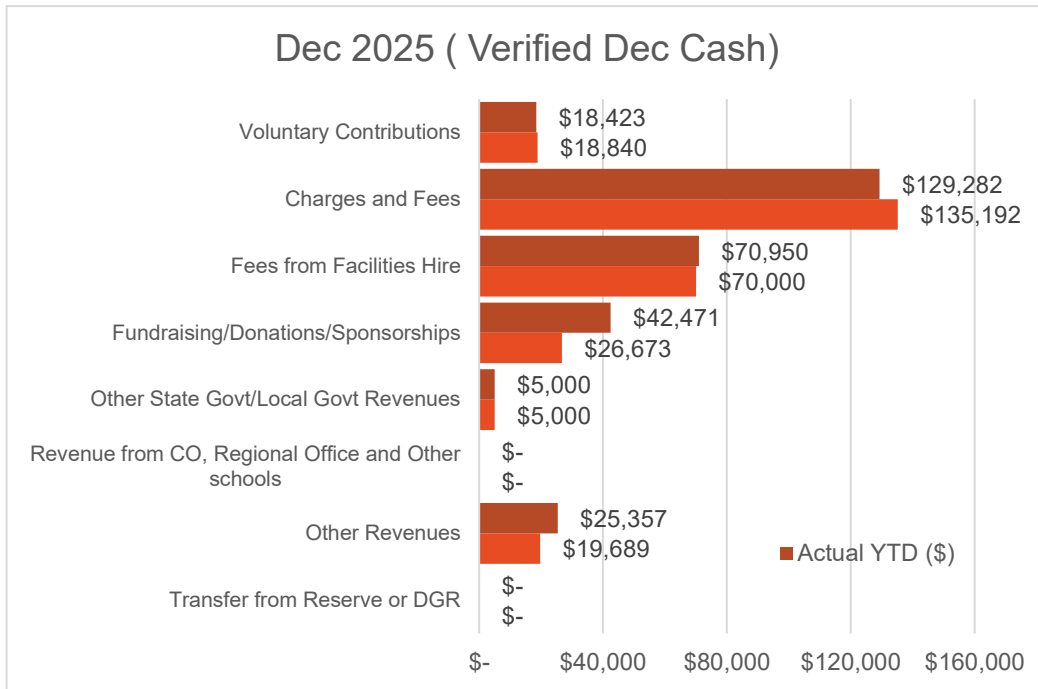 Dec 2025 ( Verified Dec Cash)
Voluntary Contributions
$18,423
$18,840
Charges and Fees
$129,282
$135,192
Fees from Facilities Hire
$70,950
$70,000
Fundraising/Donations/Sponsorships
$42,471
$26,673
Other State Govt/Local Govt Revenues
$5,000
$5,000
Revenue from CO, Regional Office and Other
schools
$-
$-
Other Revenues
$25,357
$19,689
Actual YTD ($)
Transfer from Reserve or DGR
$-
$-
$- $40,000 $80,000 $120,000 $160,000